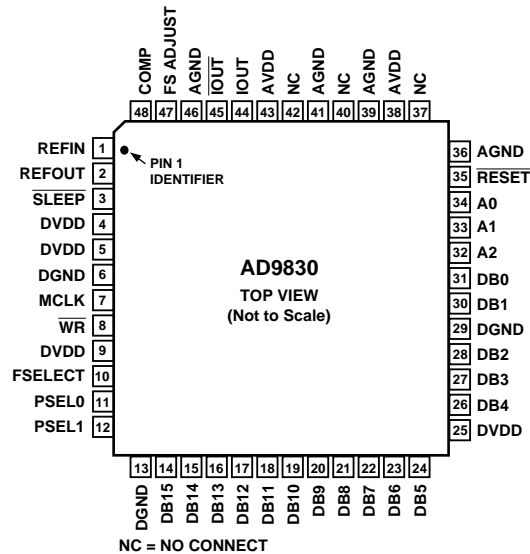 COMP
FS ADJUST
AGND
IOUT
IOUT
AVDD
NC
AGND
NC
AGND
AVDD
NC
48 47 46 45 44 43 42 41 40 39 38 37
REFIN 1
REFOUT 2
SLEEP 3
DVDD 4
DVDD 5
DGND 6
MCLK 7
WR 8
DVDD 9
FSELECT 10
PSEL0 11
PSEL1 12
PIN 1
IDENTIFIER
AD9830
TOP VIEW
(Not to Scale)
36 AGND
35 RESET
34 A0
33 A1
32 A2
31 DB0
30 DB1
29 DGND
28 DB2
27 DB3
26 DB4
25 DVDD
13 14 15 16 17 18 19 20 21 22 23 24
DGND
DB15
DB14
DB13
DB12
DB11
DB10
DB9
DB8
DB7
DB6
DB5
NC = NO CONNECT